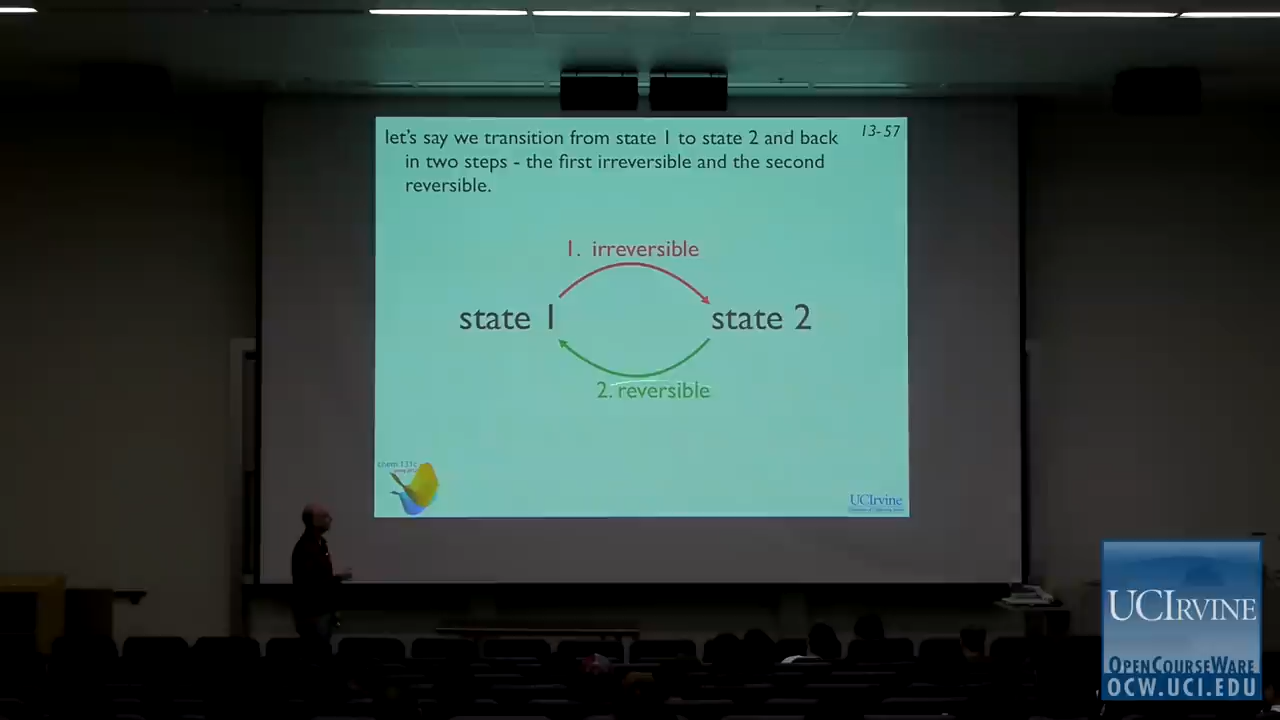 let's say we transition from state 1 to state 2 and back
13-57
in two steps - the first irreversible and the second
reversible.
1. irreversible
state 1
state 2
2. reversible
chem 131c
UCIrvine
UCIRVINE
OPENCOURSEWARE
OCW.UCI.EDU